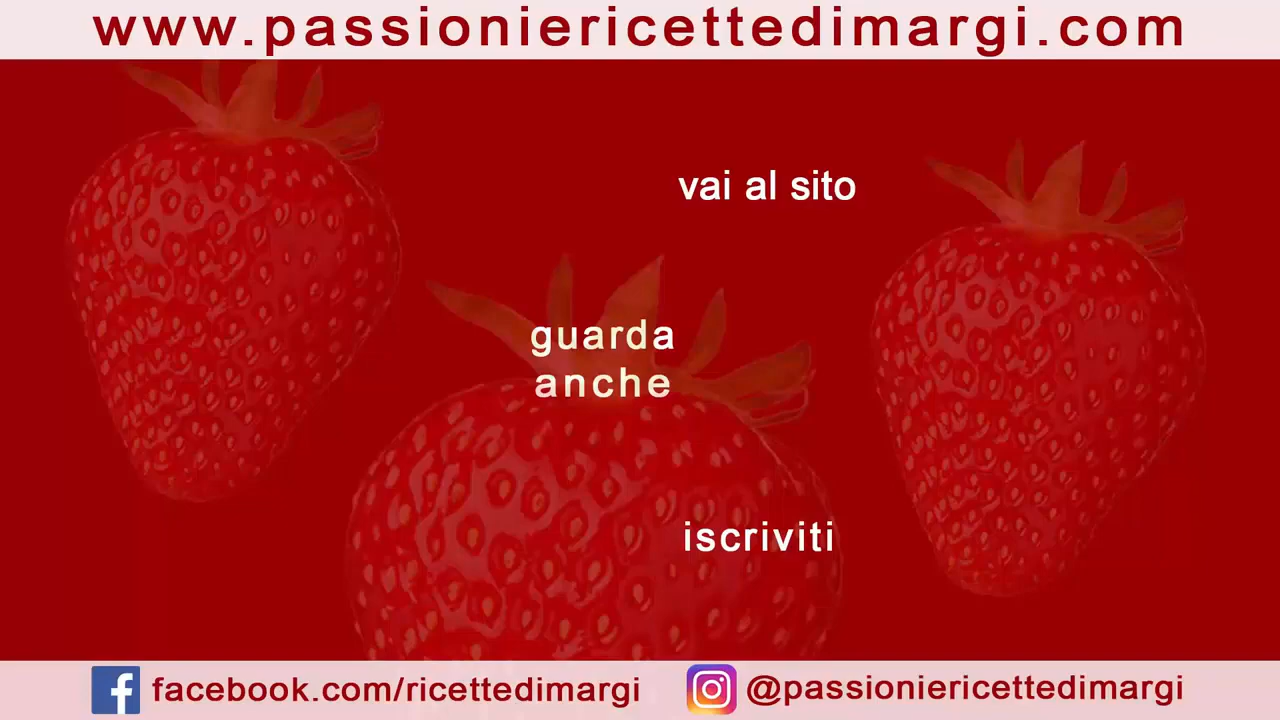 www.passioniericettedimargi.com
vai al sito
guarda
anche
iscriviti
facebook.com/ricettedimargi
@passioniericettedimargi